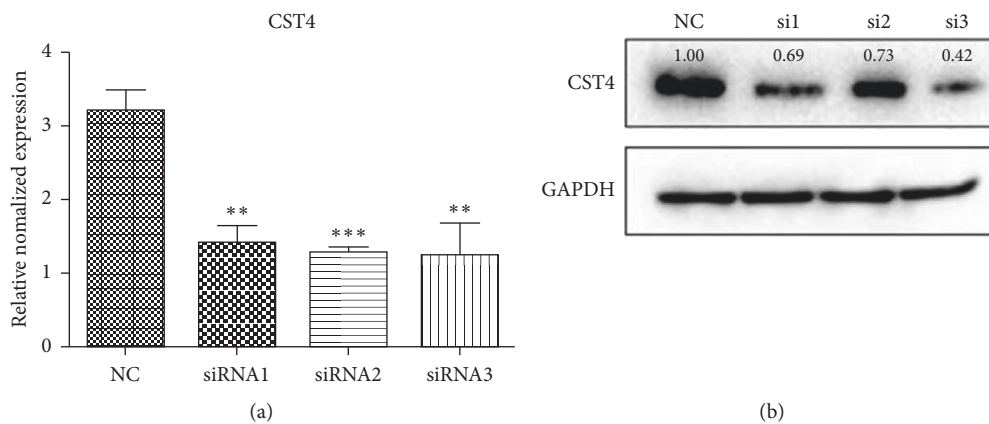 CST4
Relative normalized expression
4
3
2
1
0
**
***
**
NC siRNA1 siRNA2 siRNA3
(a)
NC si1 si2 si3
1.00 0.69 0.73 0.42
CST4
GAPDH
(b)